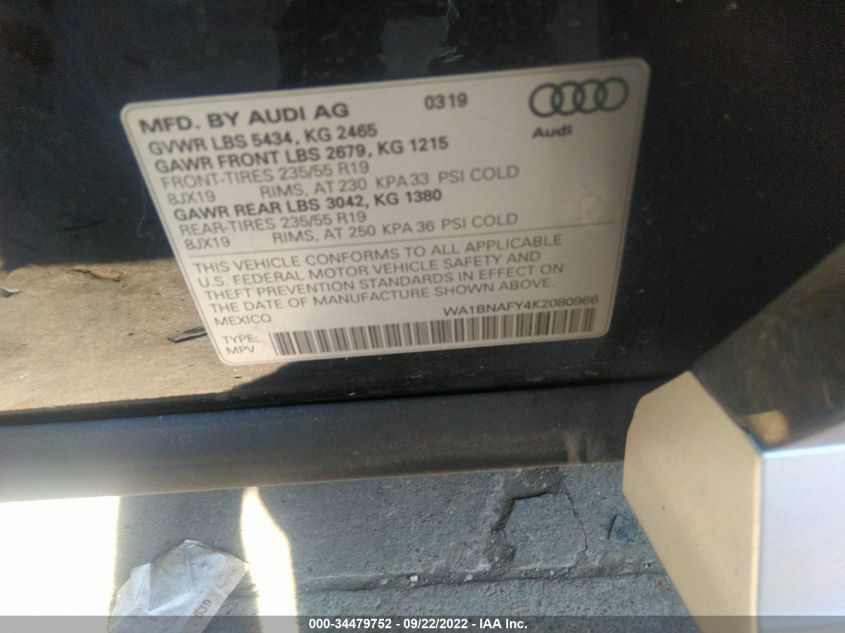 MFD. BY AUDI AG 0319
Audi
GVWR LBS 5434, KG 2465
GAWR FRONT LBS 2679, KG 1215
FRONT-TIRES 235/55 R19
8JX19 RIMS, AT 230 KPA 33 PSI COLD
GAWR REAR LBS 3042, KG 1380
REAR-TIRES 235/55 R19
8JX19 RIMS, AT 250 KPA 36 PSI COLD
THIS VEHICLE CONFORMS TO ALL APPLICABLE
U.S. FEDERAL MOTOR VEHICLE SAFETY AND
THEFT PREVENTION STANDARDS IN EFFECT ON
THE DATE OF MANUFACTURE SHOWN ABOVE.
MEXICO WA1BNAFY4K2080966
TYPE:
MPV
539
000-34479752 - 09/22/2022 - IAA Inc.